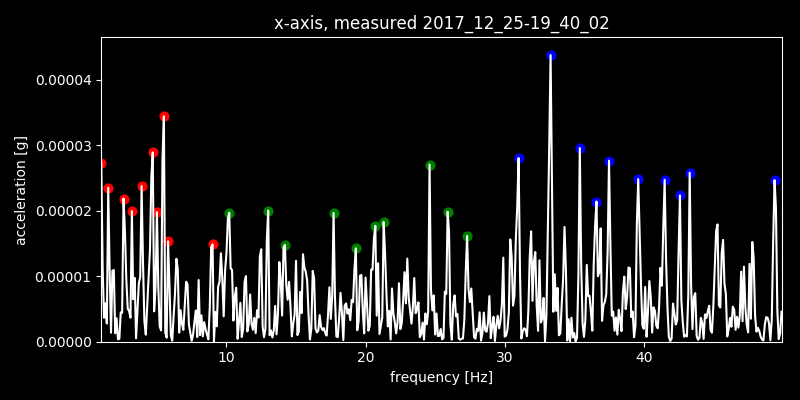 x-axis, measured 2017_12_25-19_40_02
acceleration [g]
0.00004
0.00003
0.00002
0.00001
0.00000
10 20 30 40
frequency [Hz]